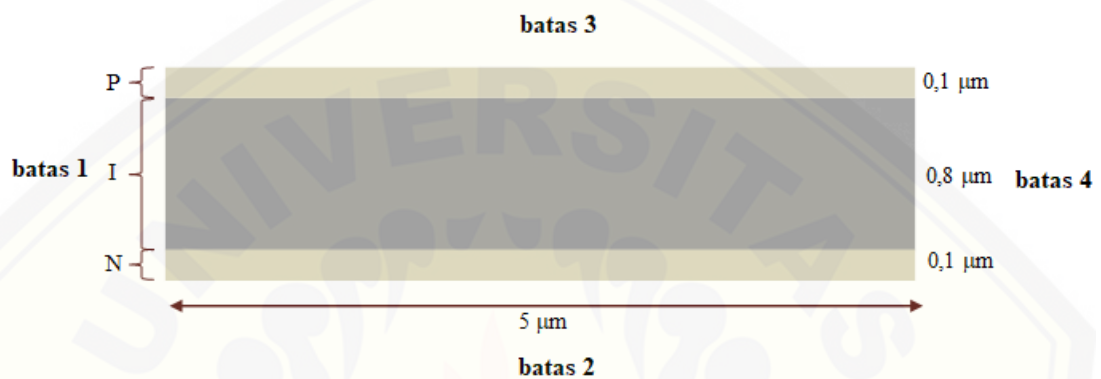 batas 3
P
0,1 μm
batas 1
I
0,8 μm
batas 4
N
0,1 μm
5 μm
batas 2
UNIVERSITAS